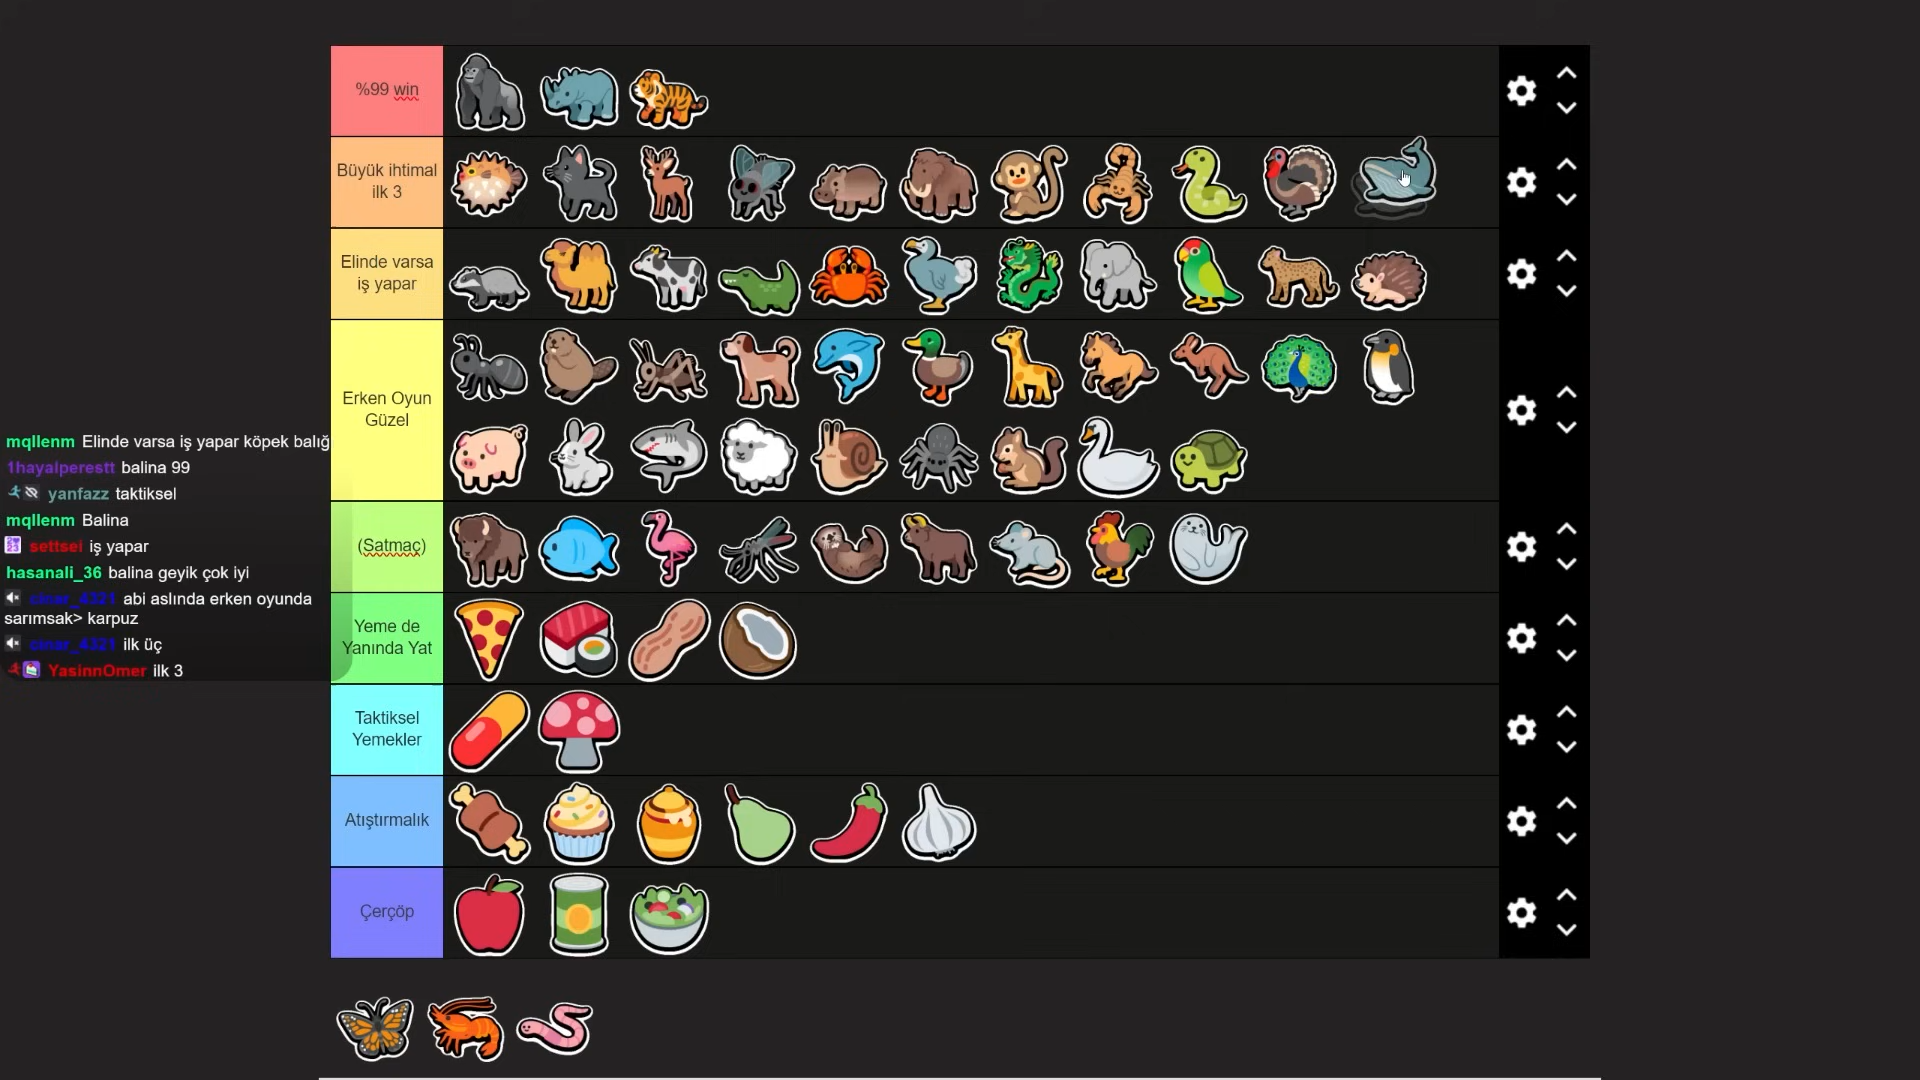 %99 win
Büyük ihtimal
ilk 3
Elinde varsa
iş yapar
Erken Oyun
Güzel
(Satmaç)
Yeme de
Yanında Yat
Taktiksel
Yemekler
Atıştırmalık
Çerçöp
mqllenm Elinde varsa iş yapar köpek balığ
1hayalperestt balina 99
yanfazz taktiksel
mqllenm Balina
settsei iş yapar
hasanali_36 balina geyik çok iyi
cinar_4321 abi aslında erken oyunda
sarımsak> karpuz
cinar_4321 ilk üç
YasinnOmer ilk 3